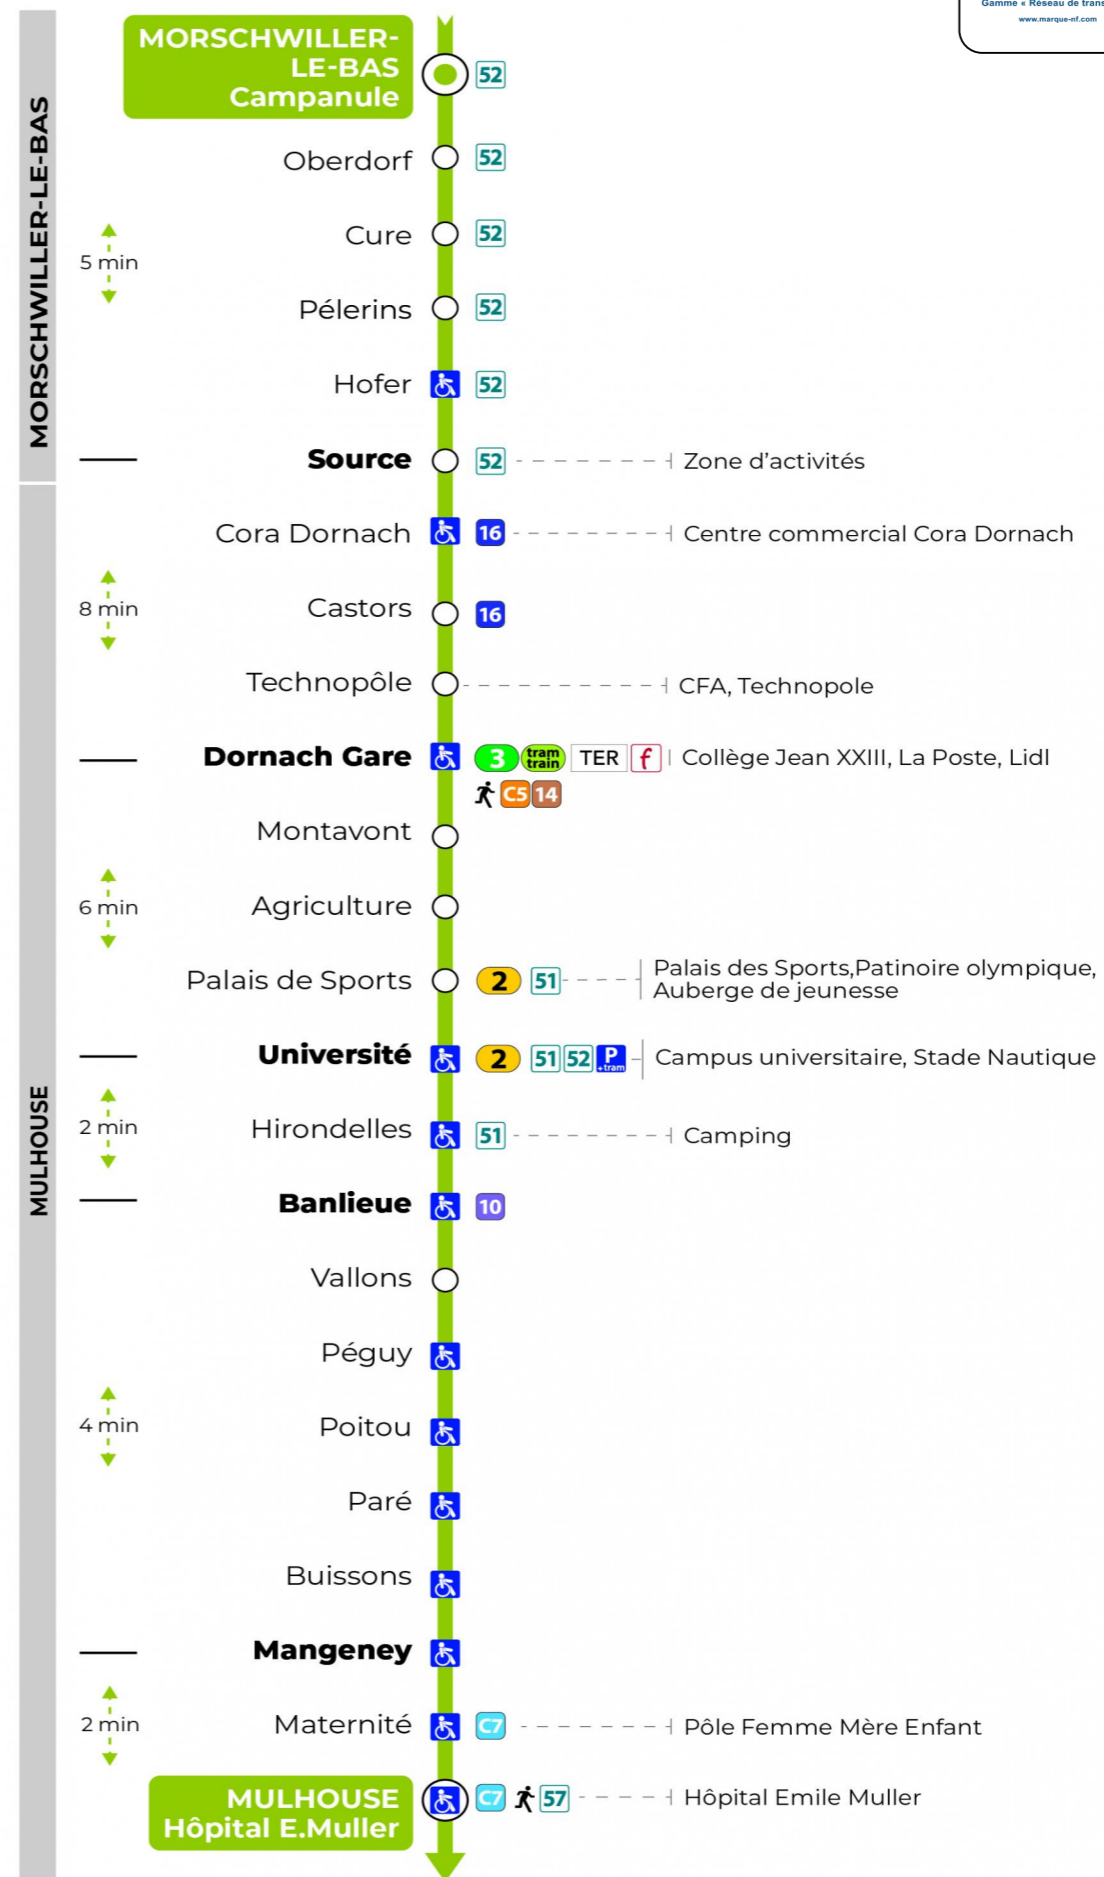 Gamme « Réseau de trans
www.marque-nf.com
MORSCHWILLER-LE-BAS
MORSCHWILLER-
LE-BAS
Campanule
52
Oberdorf 52
Cure 52
5 min
Pélerins 52
Hofer 52
Source 52 Zone d'activités
MULHOUSE
Cora Dornach 16 Centre commercial Cora Dornach
8 min
Castors 16
Technopôle CFA, Technopole
Dornach Gare 3 tram train TER f Collège Jean XXIII, La Poste, Lidl
C5 14
Montavont
6 min
Agriculture
Palais de Sports 2 51 Palais des Sports,Patinoire olympique,
Auberge de jeunesse
Université 2 51 52 P +tram Campus universitaire, Stade Nautique
2 min
Hirondelles 51 Camping
Banlieue 10
Vallons
Péguy
4 min
Poitou
Paré
Buissons
Mangeney
2 min
Maternité C7 Pôle Femme Mère Enfant
MULHOUSE
Hôpital E.Muller
C7 57 Hôpital Emile Muller